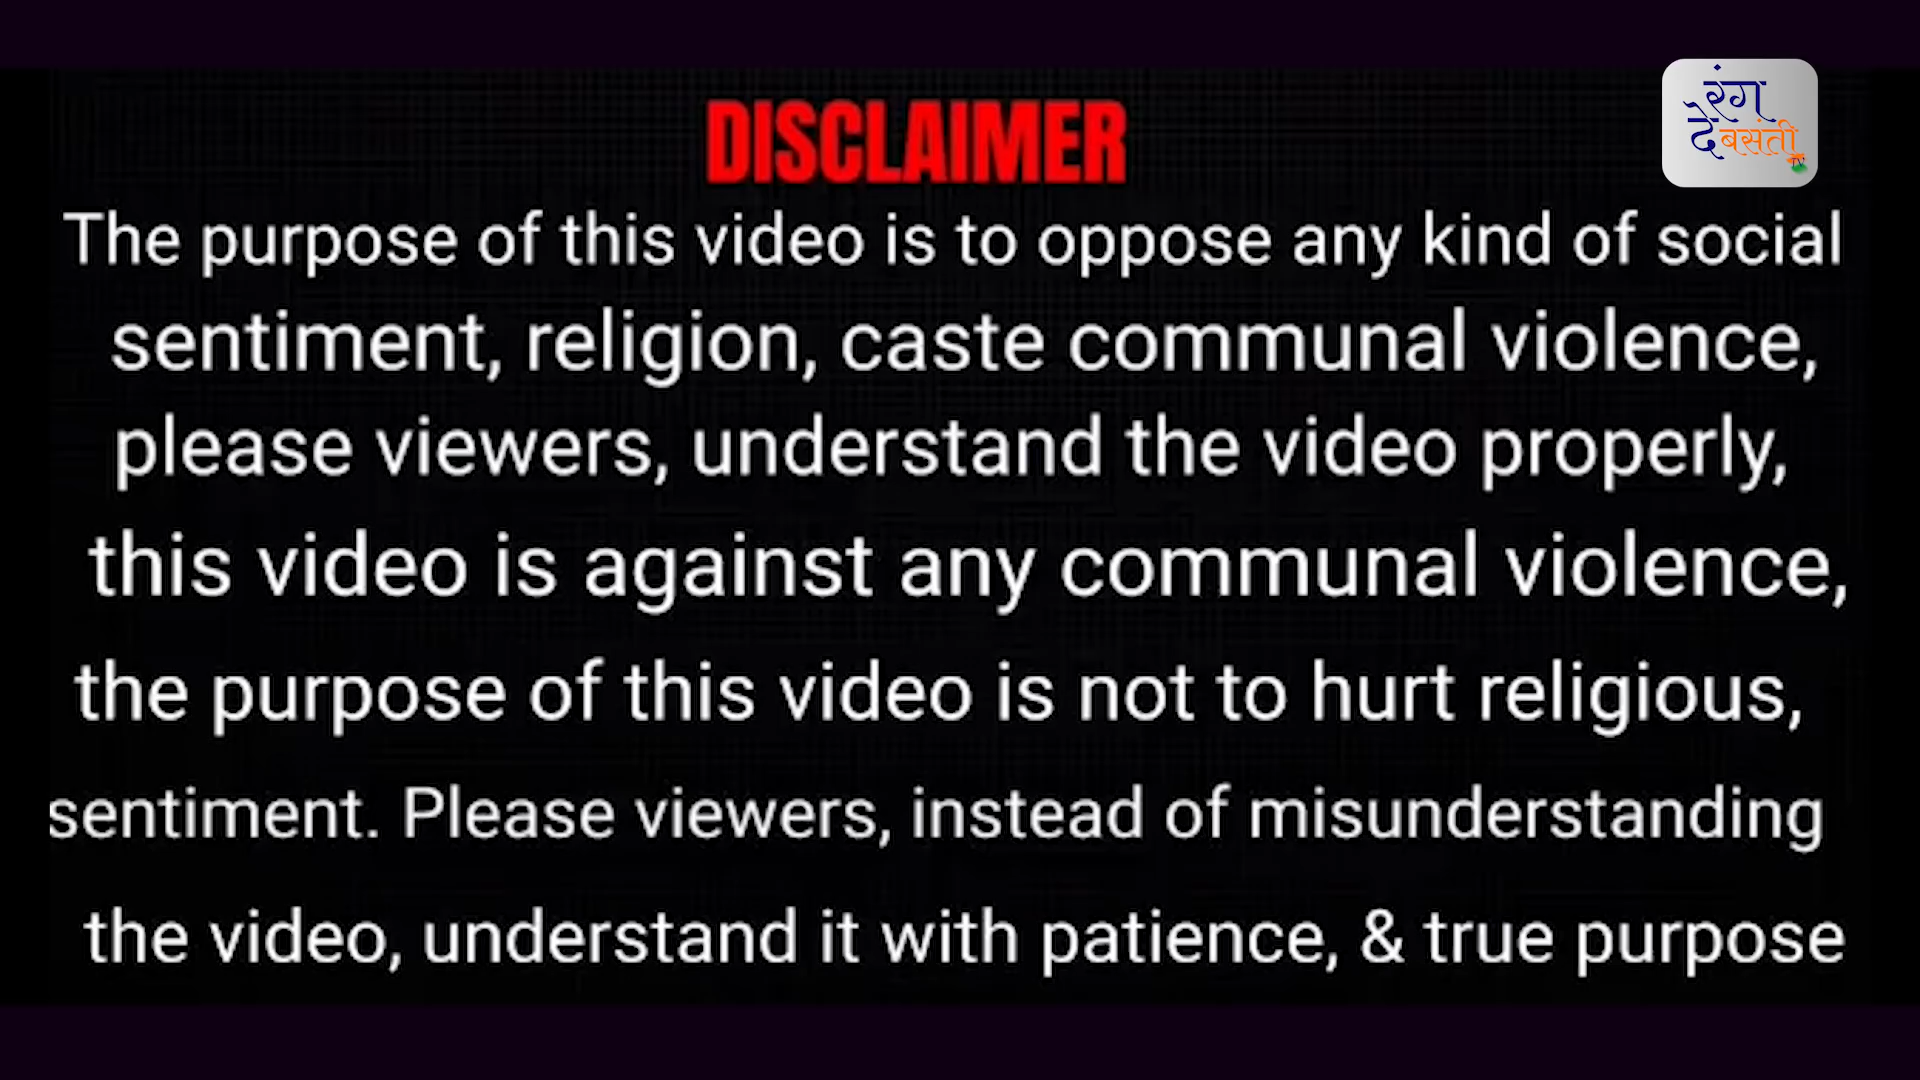 DISCLAIMER
रंग
दे बसंती
TV
The purpose of this video is to oppose any kind of social
sentiment, religion, caste communal violence,
please viewers, understand the video properly,
this video is against any communal violence,
the purpose of this video is not to hurt religious,
sentiment. Please viewers, instead of misunderstanding
the video, understand it with patience, & true purpose